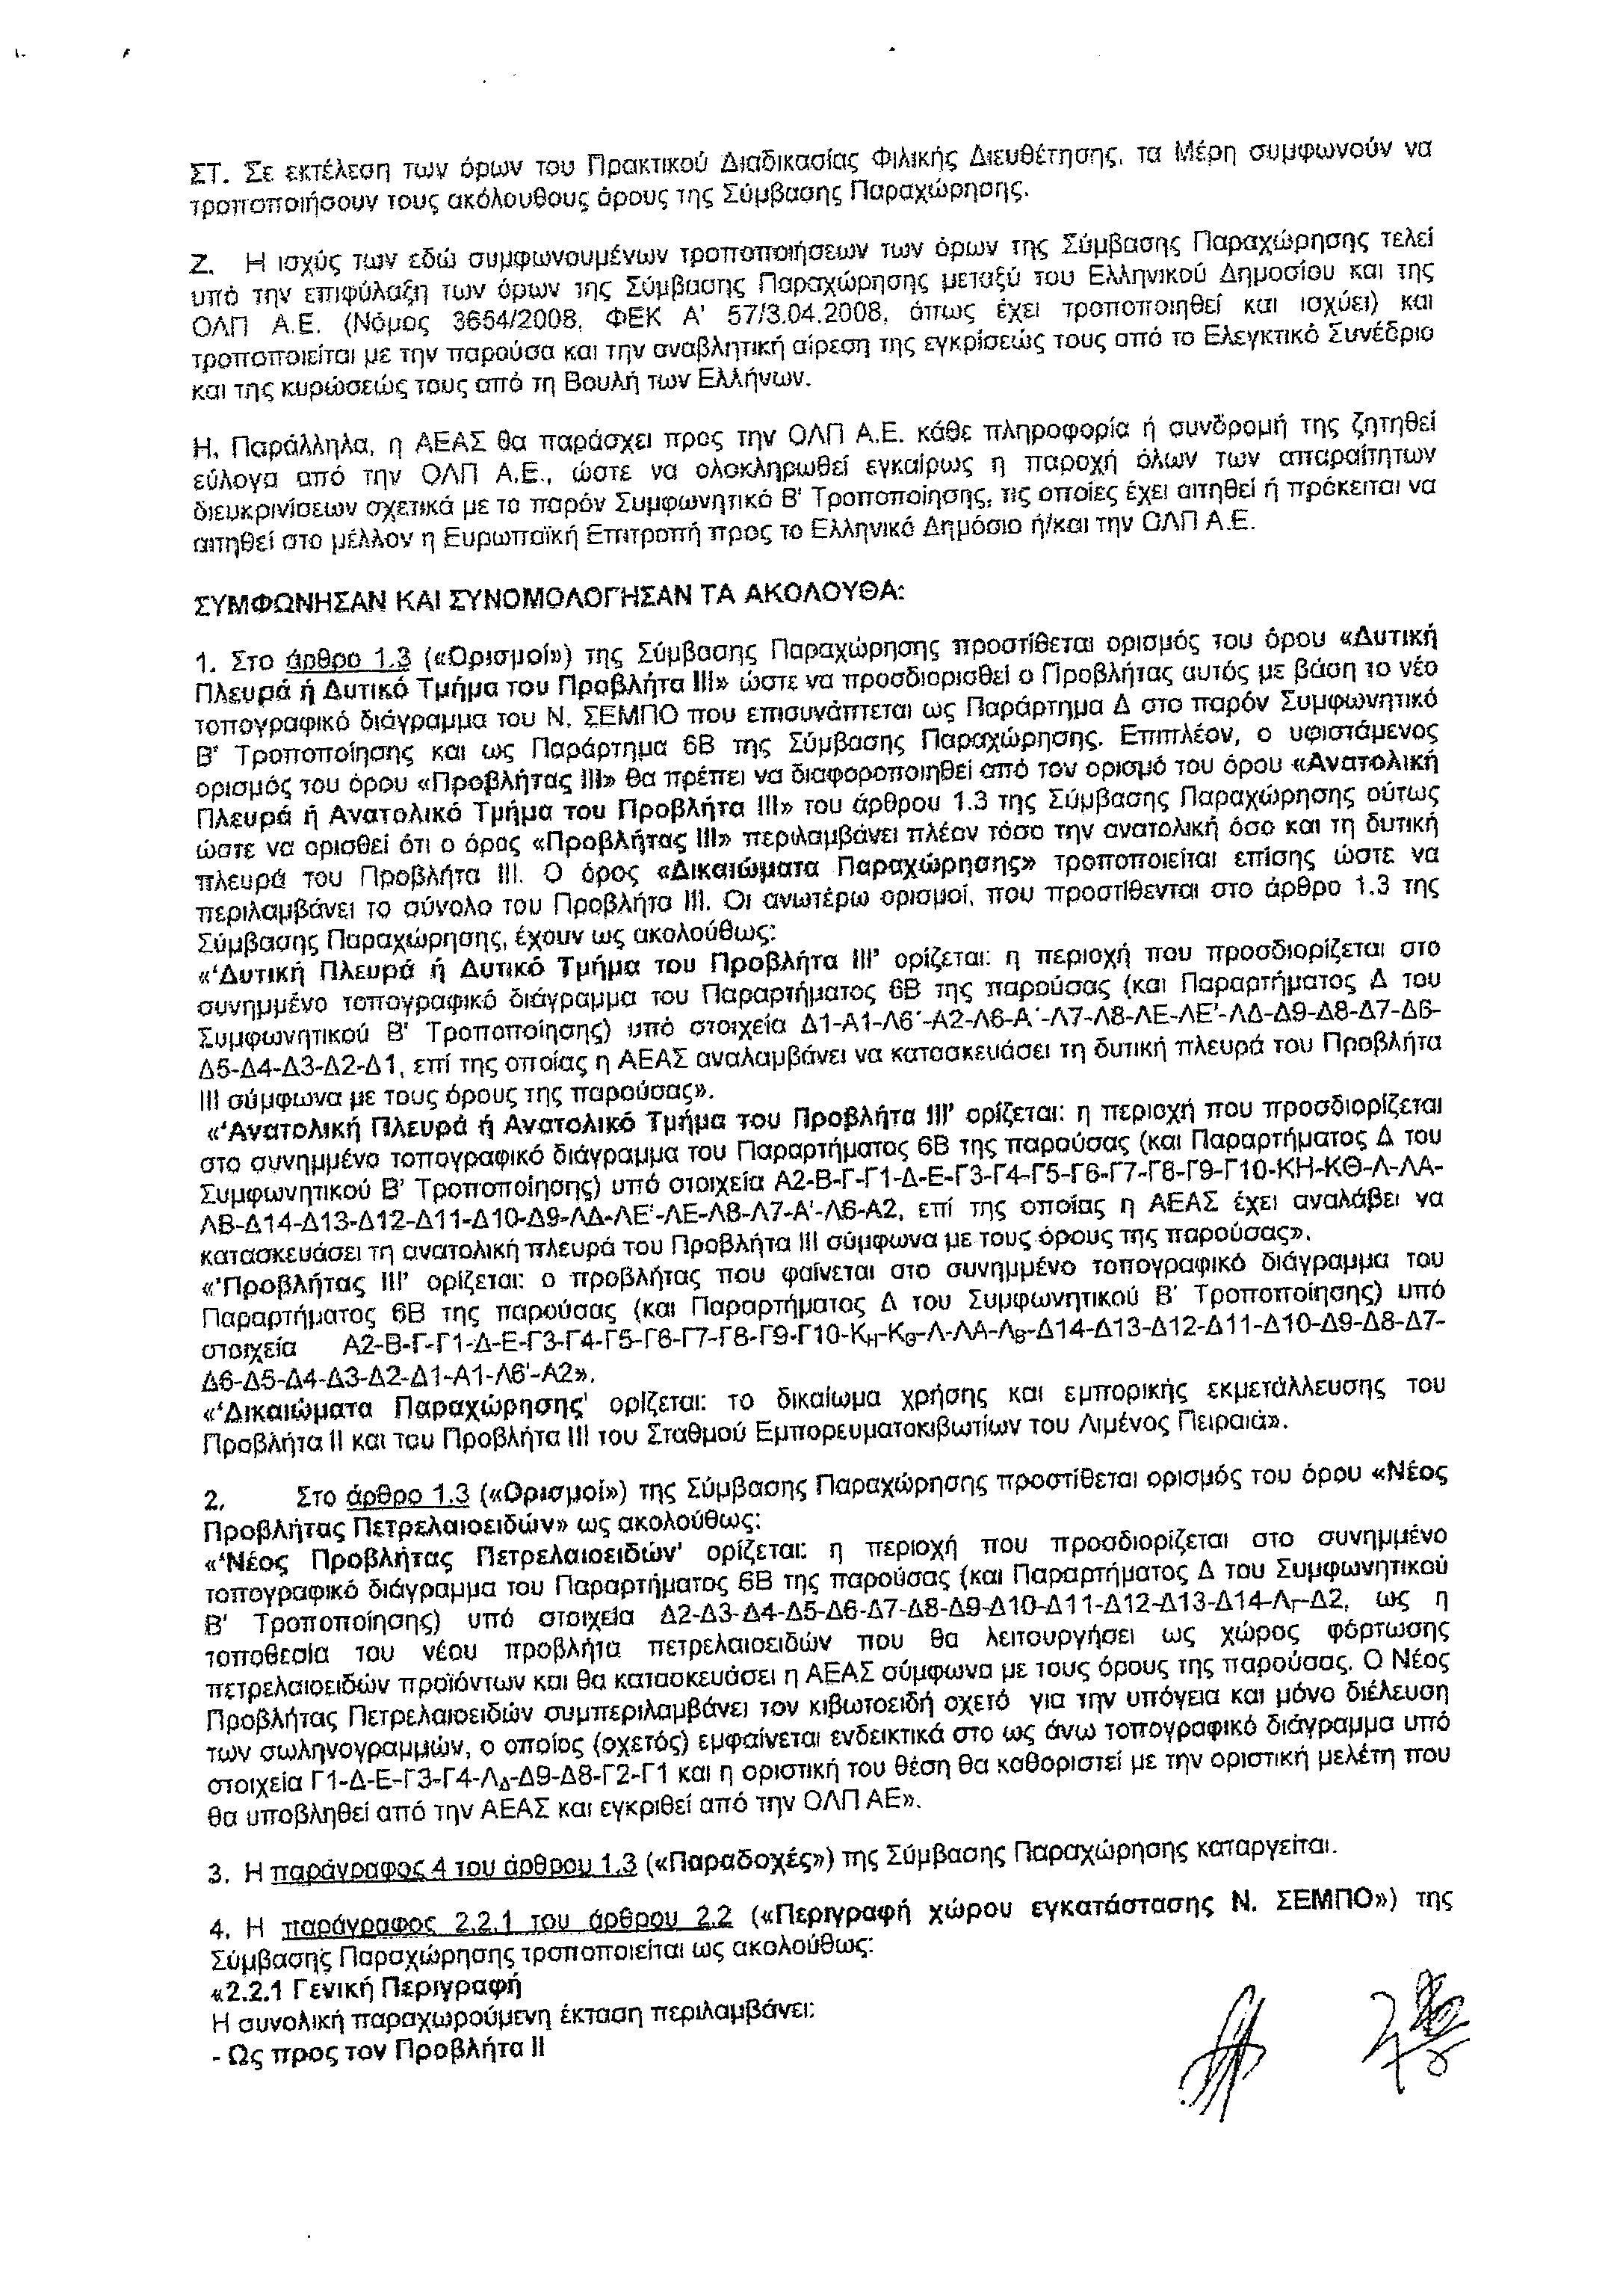 ΣΤ. Σε εκτέλεση των όρων του Πρακτικού Διαδικασίας Φιλικής Διευθέτησης, τα Μέρη συμφωνούν να
τροποποιήσουν τους ακόλουθους όρους της Σύμβασης Παραχώρησης.
Ζ. Η ισχύς των εδώ συμφωνουμένων τροποποιήσεων των όρων της Σύμβασης Παραχώρησης τελεί
υπό την επιφύλαξη των όρων της Σύμβασης Παραχώρησης μεταξύ του Ελληνικού Δημοσίου και της
ΟΛΠ Α.Ε. (Νόμος 3654/2008, ΦΕΚ Α' 57/3.04.2008, όπως έχει τροποποιηθεί και ισχύει) και
τροποποιείται με την παρούσα και την αναβλητική αίρεση της εγκρίσεώς τους από το Ελεγκτικό Συνέδριο
και της κυρώσεώς τους από τη Βουλή των Ελλήνων.
Η. Παράλληλα, η ΑΕΑΣ θα παράσχει προς την ΟΛΠ Α.Ε. κάθε πληροφορία ή συνδρομή της ζητηθεί
εύλογα από την ΟΛΠ Α.Ε., ώστε να ολοκληρωθεί εγκαίρως η παροχή όλων των απαραίτητων
διευκρινίσεων σχετικά με το παρόν Συμφωνητικό Β' Τροποποίησης, τις οποίες έχει αιτηθεί ή πρόκειται να
αιτηθεί στο μέλλον η Ευρωπαϊκή Επιτροπή προς το Ελληνικό Δημόσιο ή/και την ΟΛΠ Α.Ε.
ΣΥΜΦΩΝΗΣΑΝ ΚΑΙ ΣΥΝΟΜΟΛΟΓΗΣΑΝ ΤΑ ΑΚΟΛΟΥΘΑ:
1. Στο άρθρο 1.3 («Ορισμοί») της Σύμβασης Παραχώρησης προστίθεται ορισμός του όρου «Δυτική
Πλευρά ή Δυτικό Τμήμα του Προβλήτα ΙΙΙ» ώστε να προσδιορισθεί ο Προβλήτας αυτός με βάση το νέο
τοπογραφικό διάγραμμα του Ν. ΣΕΜΠΟ που επισυνάπτεται ως Παράρτημα Δ στο παρόν Συμφωνητικό
Β' Τροποποίησης και ως Παράρτημα 6Β της Σύμβασης Παραχώρησης. Επιπλέον, ο υφιστάμενος
ορισμός του όρου «Προβλήτας ΙΙΙ» θα πρέπει να διαφοροποιηθεί από τον ορισμό του όρου «Ανατολική
Πλευρά ή Ανατολικό Τμήμα του Προβλήτα ΙΙΙ» του άρθρου 1.3 της Σύμβασης Παραχώρησης ούτως
ώστε να ορισθεί ότι ο όρος «Προβλήτας ΙΙΙ» περιλαμβάνει πλέον τόσο την ανατολική όσο και τη δυτική
πλευρά του Προβλήτα ΙΙΙ. Ο όρος «Δικαιώματα Παραχώρησης» τροποποιείται επίσης ώστε να
περιλαμβάνει το σύνολο του Προβλήτα ΙΙΙ. Οι ανωτέρω ορισμοί, που προστίθενται στο άρθρο 1.3 της
Σύμβασης Παραχώρησης, έχουν ως ακολούθως:
«'Δυτική Πλευρά ή Δυτικό Τμήμα του Προβλήτα ΙΙΙ' ορίζεται: η περιοχή που προσδιορίζεται στο
συνημμένο τοπογραφικό διάγραμμα του Παραρτήματος 6Β της παρούσας (και Παραρτήματος Δ του
Συμφωνητικού Β' Τροποποίησης) υπό στοιχεία Δ1-Α1-Λ6'-Α2-Λ6-Α'-Λ7-Λ8-ΛΕ-ΛΕ'-ΛΔ-Δ9-Δ8-Δ7-Δ6-
Δ5-Δ4-Δ3-Δ2-Δ1, επί της οποίας η ΑΕΑΣ αναλαμβάνει να κατασκευάσει τη δυτική πλευρά του Προβλήτα
ΙΙΙ σύμφωνα με τους όρους της παρούσας».
«'Ανατολική Πλευρά ή Ανατολικό Τμήμα του Προβλήτα ΙΙΙ' ορίζεται: η περιοχή που προσδιορίζεται
στο συνημμένο τοπογραφικό διάγραμμα του Παραρτήματος 6Β της παρούσας (και Παραρτήματος Δ του
Συμφωνητικού Β' Τροποποίησης) υπό στοιχεία Α2-Β-Γ-Γ1-Δ-Ε-Γ3-Γ4-Γ5-Γ6-Γ7-Γ8-Γ9-Γ10-ΚΗ-ΚΘ-Λ-ΛΑ-
ΛΒ-Δ14-Δ13-Δ12-Δ11-Δ10-Δ9-ΛΔ-ΛΕ'-ΛΕ-Λ8-Λ7-Α'-Λ6-Α2, επί της οποίας η ΑΕΑΣ έχει αναλάβει να
κατασκευάσει τη ανατολική πλευρά του Προβλήτα ΙΙΙ σύμφωνα με τους όρους της παρούσας».
«'Προβλήτας ΙΙΙ' ορίζεται: ο προβλήτας που φαίνεται στο συνημμένο τοπογραφικό διάγραμμα του
Παραρτήματος 6Β της παρούσας (και Παραρτήματος Δ του Συμφωνητικού Β' Τροποποίησης) υπό
στοιχεία Α2-Β-Γ-Γ1-Δ-Ε-Γ3-Γ4-Γ5-Γ6-Γ7-Γ8-Γ9-Γ10-Κη-Κθ-Λ-ΛΑ-Λβ-Δ14-Δ13-Δ12-Δ11-Δ10-Δ9-Δ8-Δ7-
Δ6-Δ5-Δ4-Δ3-Δ2-Δ1-Α1-Λ6'-Α2».
«'Δικαιώματα Παραχώρησης' ορίζεται: το δικαίωμα χρήσης και εμπορικής εκμετάλλευσης του
Προβλήτα ΙΙ και του Προβλήτα ΙΙΙ του Σταθμού Εμπορευματοκιβωτίων του Λιμένος Πειραιά».
2. Στο άρθρο 1.3 («Ορισμοί») της Σύμβασης Παραχώρησης προστίθεται ορισμός του όρου «Νέος
Προβλήτας Πετρελαιοειδών» ως ακολούθως:
«'Νέος Προβλήτας Πετρελαιοειδών' ορίζεται: η περιοχή που προσδιορίζεται στο συνημμένο
τοπογραφικό διάγραμμα του Παραρτήματος 6Β της παρούσας (και Παραρτήματος Δ του Συμφωνητικού
Β' Τροποποίησης) υπό στοιχεία Δ2-Δ3-Δ4-Δ5-Δ6-Δ7-Δ8-Δ9-Δ10-Δ11-Δ12-Δ13-Δ14-Λγ-Δ2, ως η
τοποθεσία του νέου προβλήτα πετρελαιοειδών που θα λειτουργήσει ως χώρος φόρτωσης
πετρελαιοειδών προϊόντων και θα κατασκευάσει η ΑΕΑΣ σύμφωνα με τους όρους της παρούσας. Ο Νέος
Προβλήτας Πετρελαιοειδών συμπεριλαμβάνει τον κιβωτοειδή οχετό για την υπόγεια και μόνο διέλευση
των σωληνογραμμών, ο οποίος (οχετός) εμφαίνεται ενδεικτικά στο ως άνω τοπογραφικό διάγραμμα υπό
στοιχεία Γ1-Δ-Ε-Γ3-Γ4-Λδ-Δ9-Δ8-Γ2-Γ1 και η οριστική του θέση θα καθοριστεί με την οριστική μελέτη που
θα υποβληθεί από την ΑΕΑΣ και εγκριθεί από την ΟΛΠ ΑΕ».
3. Η παράγραφος 4 του άρθρου 1.3 («Παραδοχές») της Σύμβασης Παραχώρησης καταργείται.
4. Η παράγραφος 2.2.1 του άρθρου 2.2 («Περιγραφή χώρου εγκατάστασης Ν. ΣΕΜΠΟ») της
Σύμβασης Παραχώρησης τροποποιείται ως ακολούθως:
«2.2.1 Γενική Περιγραφή
Η συνολική παραχωρούμενη έκταση περιλαμβάνει:
- Ως προς τον Προβλήτα ΙΙ